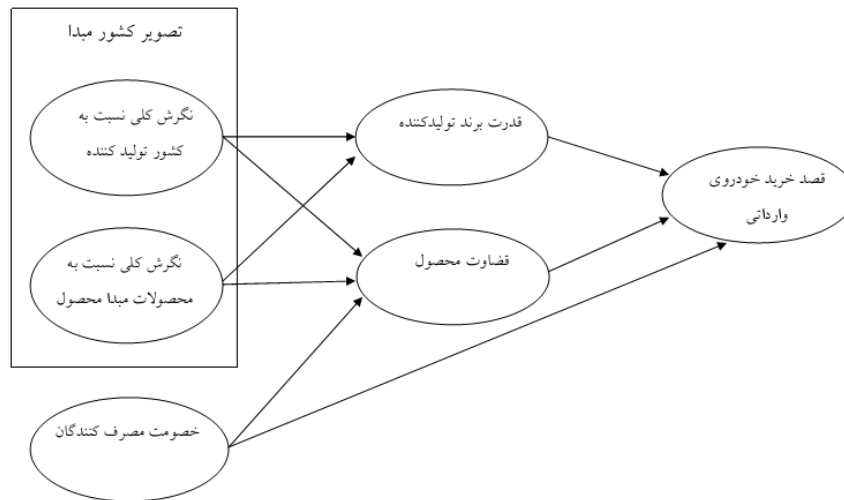 تصویر کشور مبدا
نگرش کلی نسبت به
کشور تولید کننده
نگرش کلی نسبت به
محصولات مبدا محصول
خصومت مصرف کنندگان
قدرت برند تولیدکننده
قضاوت محصول
قصد خرید خودروی
وارداتی